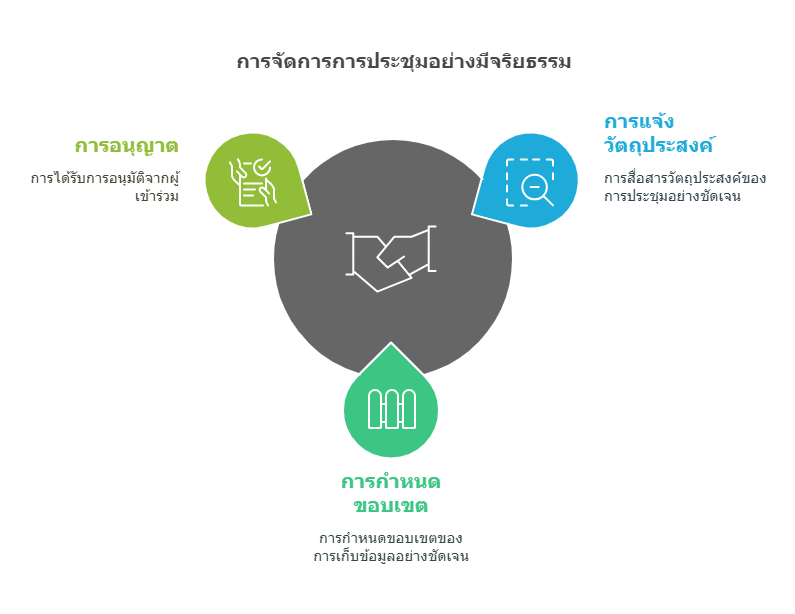 การจัดการการประชุมอย่างมีจริยธรรม
การอนุญาต
การได้รับการอนุมัติจากผู้
เข้าร่วม
การแจ้ง
วัตถุประสงค์
การสื่อสารวัตถุประสงค์ของ
การประชุมอย่างชัดเจน
การกำหนด
ขอบเขต
การกำหนดขอบเขตของ
การเก็บข้อมูลอย่างชัดเจน